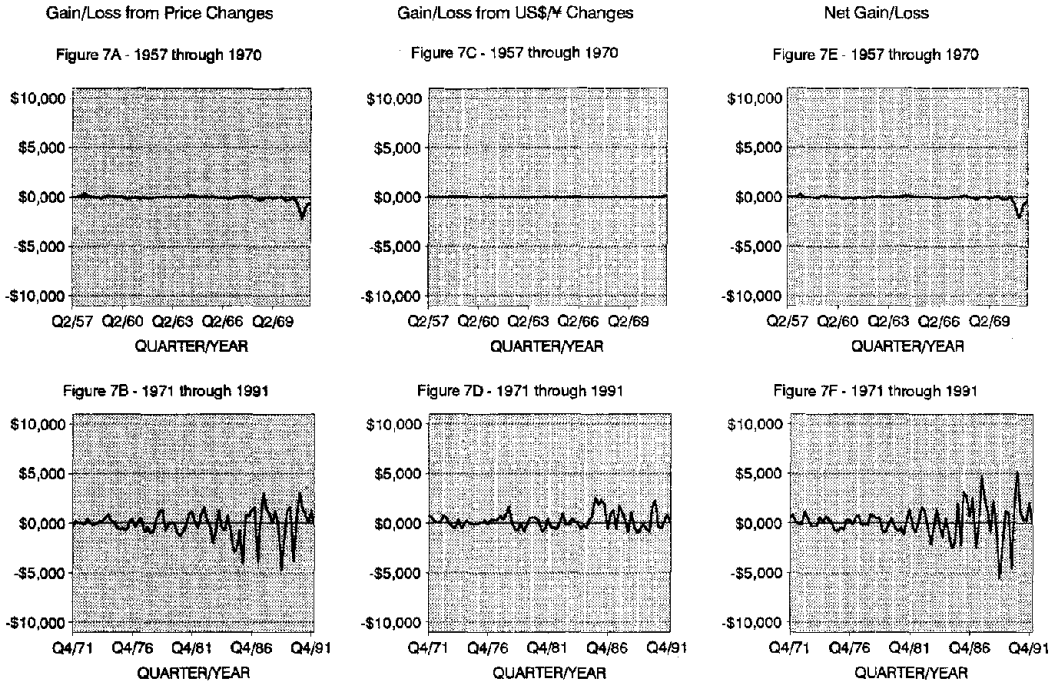 Gain/Loss from Price Changes
Gain/Loss from US$/¥ Changes
Net Gain/Loss
Figure 7A - 1957 through 1970
$10,000
$5,000
$0,000
-$5,000
-$10,000
Q2/57 Q2/60 Q2/63 Q2/66 Q2/69
QUARTER/YEAR
Figure 7C - 1957 through 1970
$10,000
$5,000
$0,000
-$5,000
-$10,000
Q2/57 Q2/60 Q2/63 Q2/66 Q2/69
QUARTER/YEAR
Figure 7E - 1957 through 1970
$10,000
$5,000
$0,000
-$5,000
-$10,000
Q2/57 Q2/60 Q2/63 Q2/66 Q2/69
QUARTER/YEAR
Figure 7B - 1971 through 1991
$10,000
$5,000
$0,000
-$5,000
-$10,000
Q4/71 Q4/76 Q4/81 Q4/86 Q4/91
QUARTER/YEAR
Figure 7D - 1971 through 1991
$10,000
$5,000
$0,000
-$5,000
-$10,000
Q4/71 Q4/76 Q4/81 Q4/86 Q4/91
QUARTER/YEAR
Figure 7F - 1971 through 1991
$10,000
$5,000
$0,000
-$5,000
-$10,000
Q4/71 Q4/76 Q4/81 Q4/86 Q4/91
QUARTER/YEAR